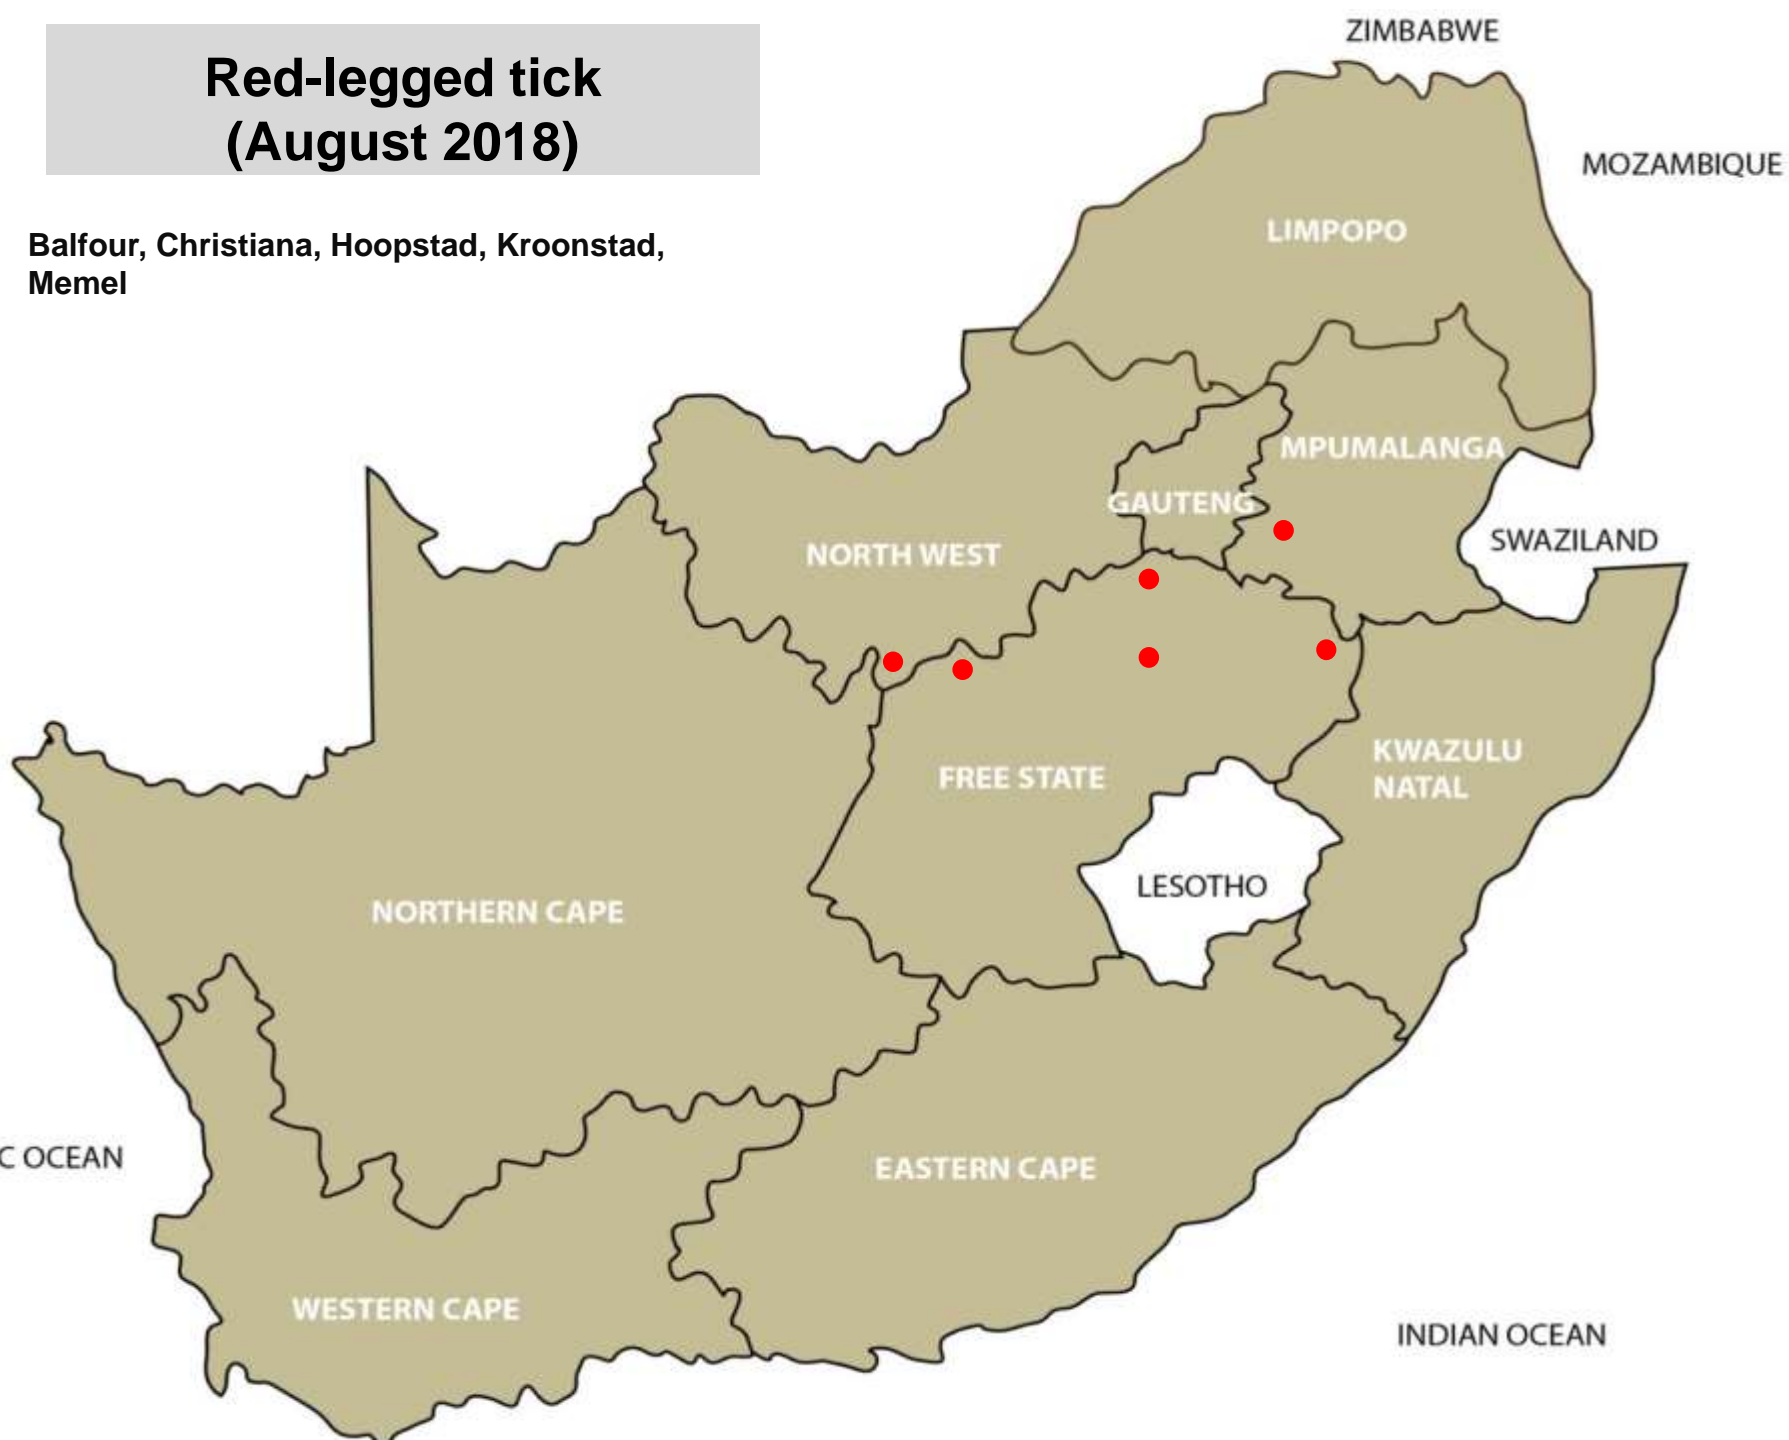 Red-legged tick
(August 2018)
Balfour, Christiana, Hoopstad, Kroonstad,
Memel
ZIMBABWE
MOZAMBIQUE
LIMPOPO
MPUMALANGA
GAUTENG
SWAZILAND
NORTH WEST
KWAZULU
NATAL
FREE STATE
LESOTHO
NORTHERN CAPE
C OCEAN
EASTERN CAPE
WESTERN CAPE
INDIAN OCEAN